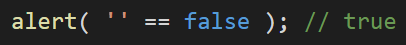 alert( '' == false ); // true